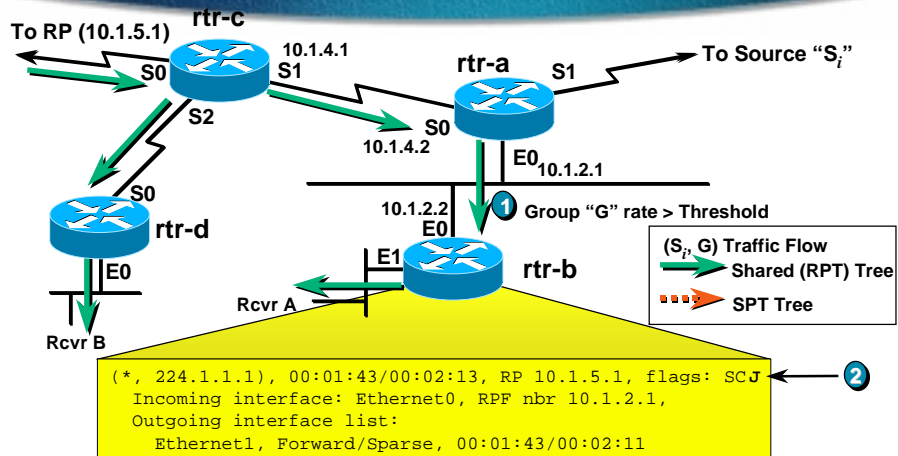 rtr-c
To RP (10.1.5.1)
10.1.4.1
S0
S1
S2
rtr-a
S1
To Source "Si"
S0
10.1.4.2
E0
10.1.2.1
S0
rtr-d
E0
Rcvr B
10.1.2.2
E0
1 Group "G" rate > Threshold
E1
rtr-b
Rcvr A
(Si, G) Traffic Flow
Shared (RPT) Tree
SPT Tree
(*, 224.1.1.1), 00:01:43/00:02:13, RP 10.1.5.1, flags: SCJ
2
Incoming interface: Ethernet0, RPF nbr 10.1.2.1,
Outgoing interface list:
Ethernet1, Forward/Sparse, 00:01:43/00:02:11